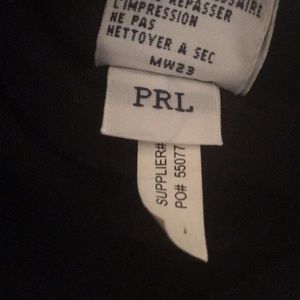 REPASSER
L'IMPRESSION
NE PAS
NETTOYER À SEC
MW23
PRL
SUPPLIER#
PO# 55077